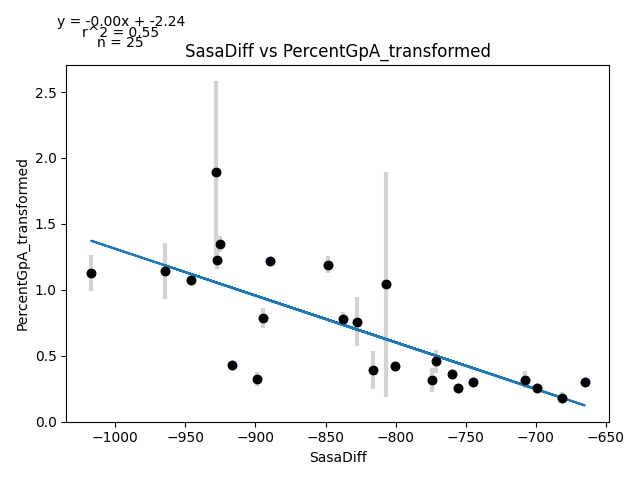 y = -0.00x + -2.24
r^2 = 0.55
n = 25
SasaDiff vs PercentGpA_transformed
PercentGpA_transformed
2.5
2.0
1.5
1.0
0.5
0.0
−1000 −950 −900 −850 −800 −750 −700 −650
SasaDiff